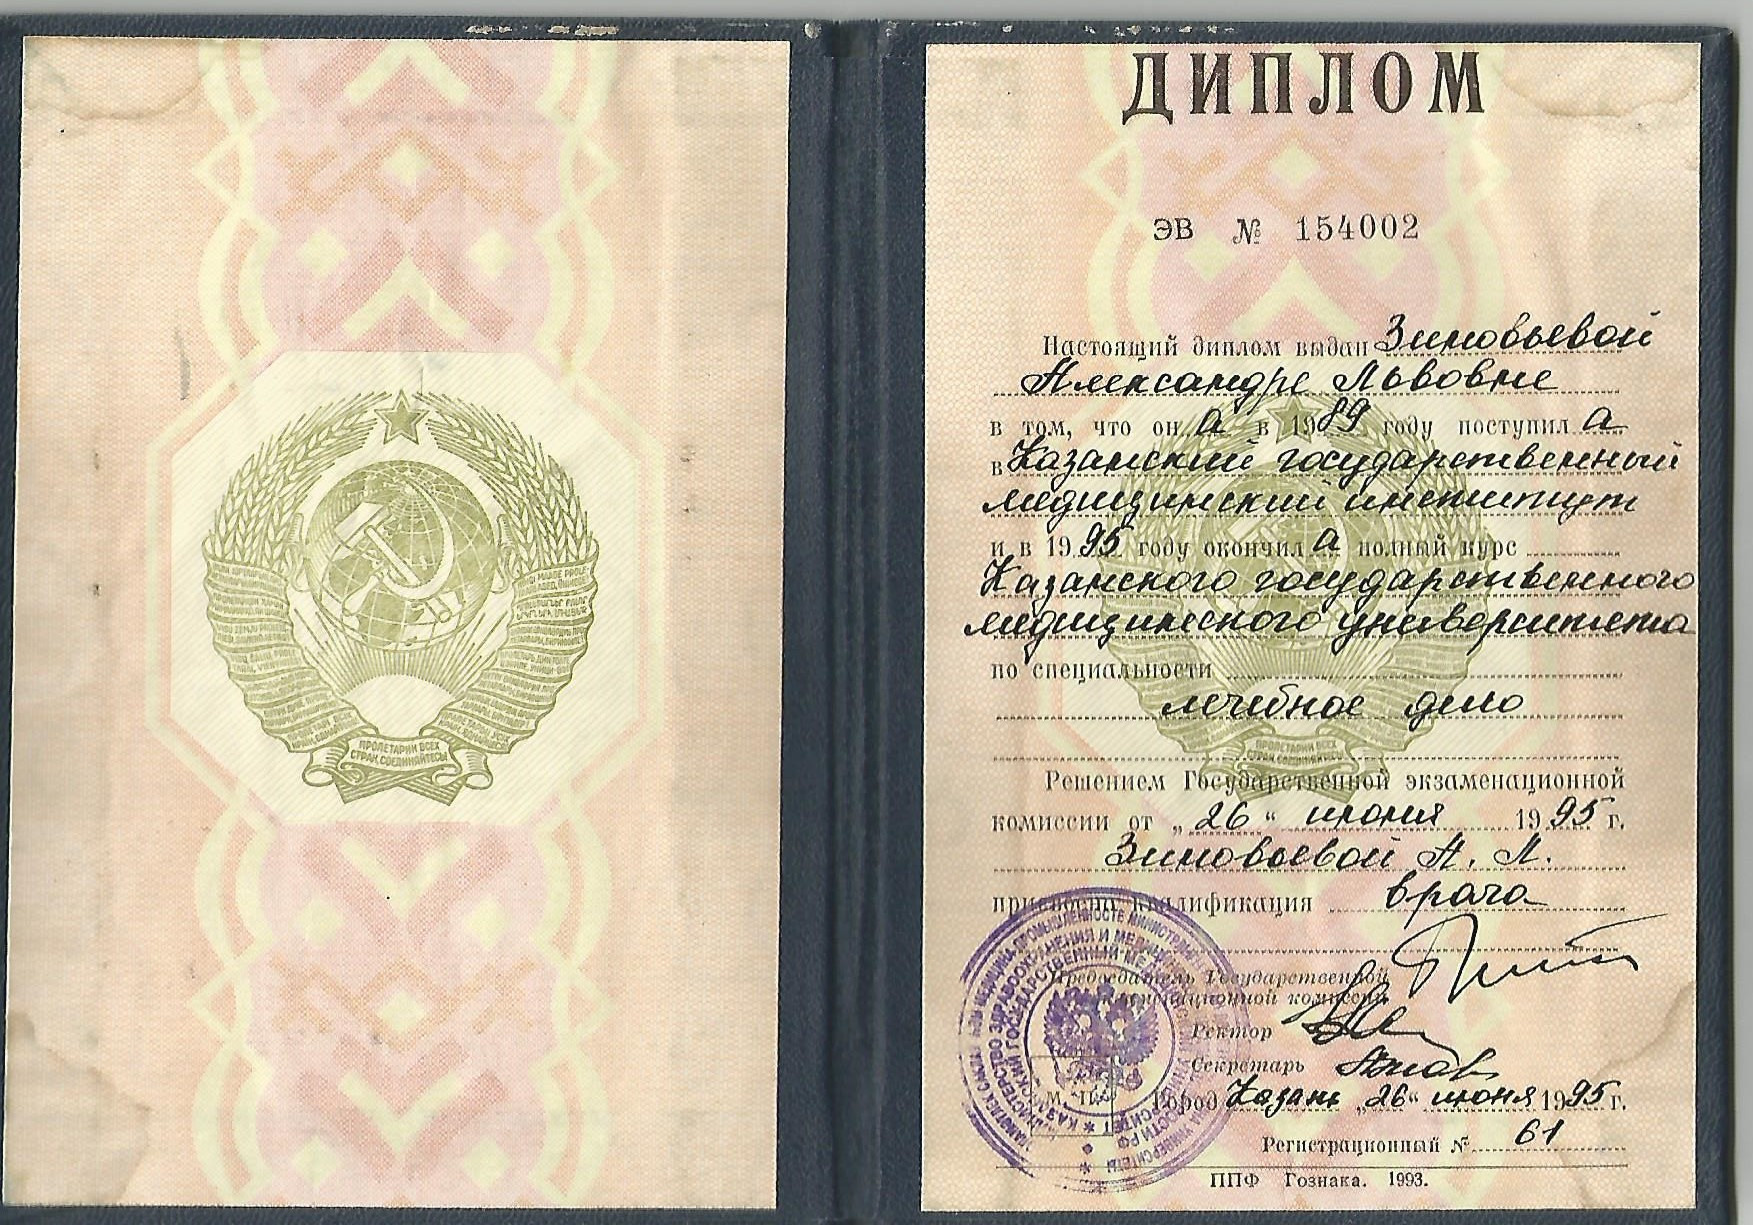 ПРОЛЕТАРИИ ВСЕХ
СТРАН, СОЕДИНЯЙТЕСЬ!
ДИПЛОМ
ЭВ № 154002
Настоящий диплом выдан Зиновьевой
Александре Львовне
в том, что он а в 1989 году поступил а
в Казанский государственный
медицинский институт
и в 1995 году окончил а полный курс
Казанского государственного
медицинского университета
по специальности
лечебное дело
Решением Государственной экзаменационной
комиссии от „26“ июня 1995 г.
Зиновьевой А. Л.
присвоена квалификация врача
Председатель Государственной
экзаменационной комиссии
Ректор
Секретарь
М. П. Город Казань „26“ июня 1995 г.
Регистрационный № 61
ППФ Гознака. 1993.